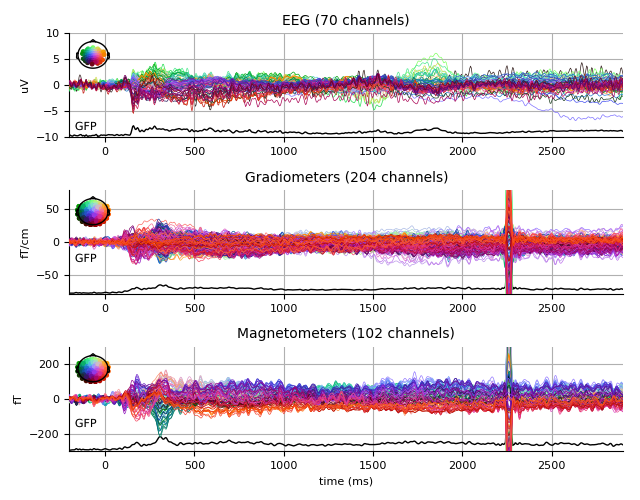 EEG (70 channels)
10
5
0
−5
−10
uV
GFP
0 500 1000 1500 2000 2500
Gradiometers (204 channels)
50
0
−50
fT/cm
GFP
0 500 1000 1500 2000 2500
Magnetometers (102 channels)
200
0
−200
fT
GFP
0 500 1000 1500 2000 2500
time (ms)